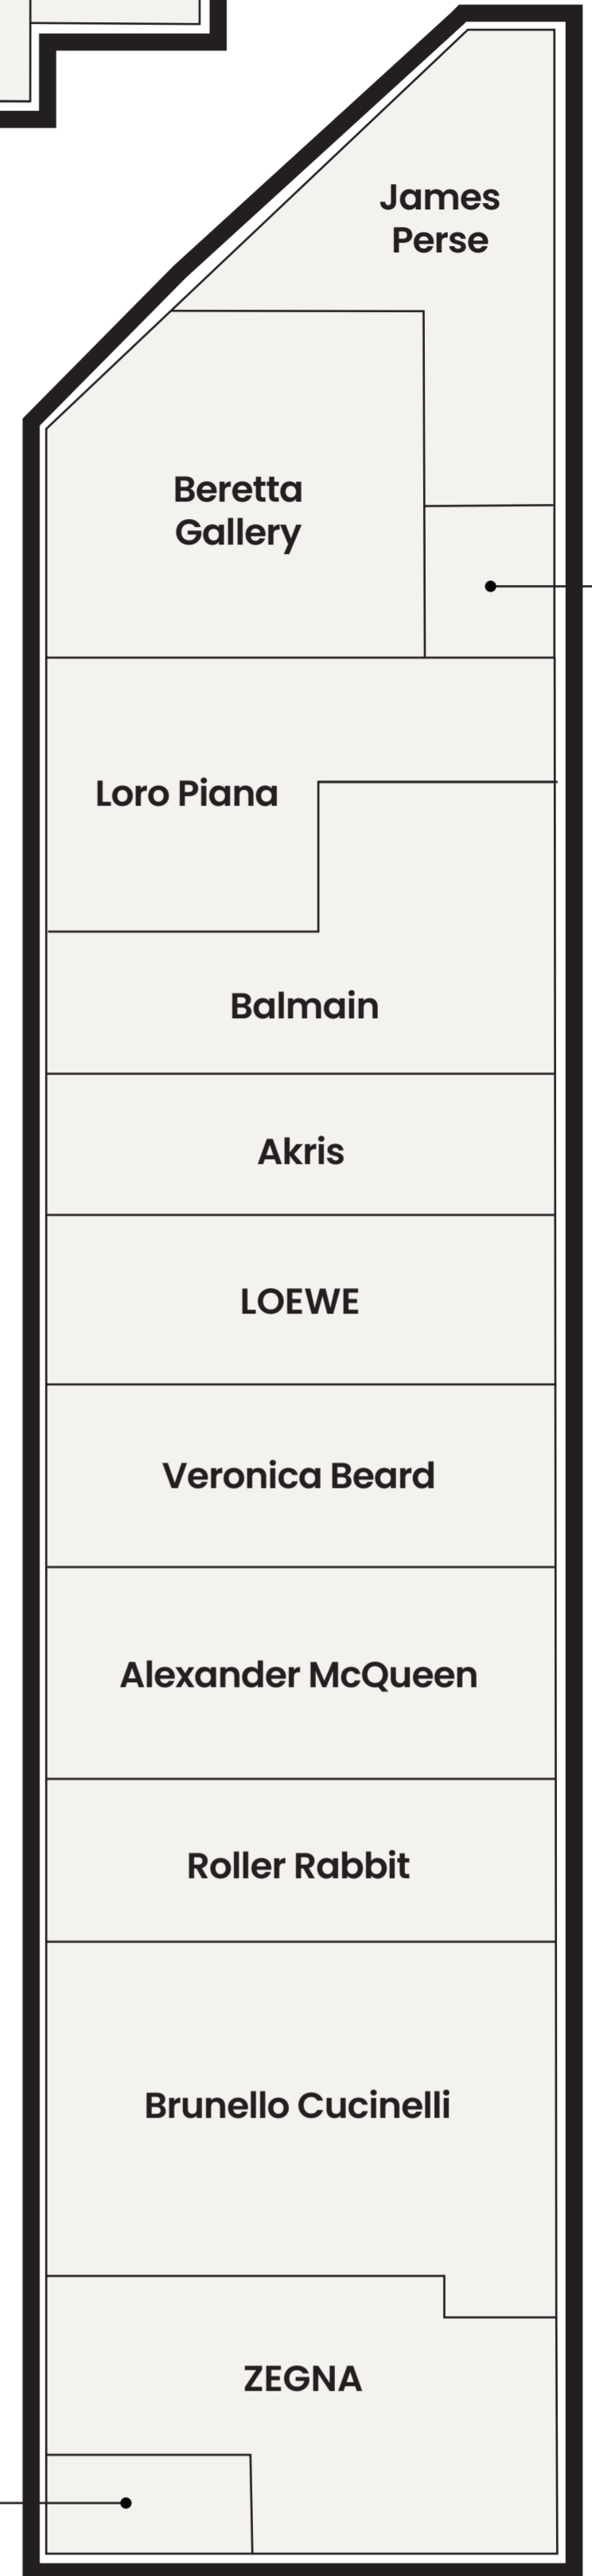 James
Perse
Beretta
Gallery
Loro Piana
Balmain
Akris
LOEWE
Veronica Beard
Alexander McQueen
Roller Rabbit
Brunello Cucinelli
ZEGNA